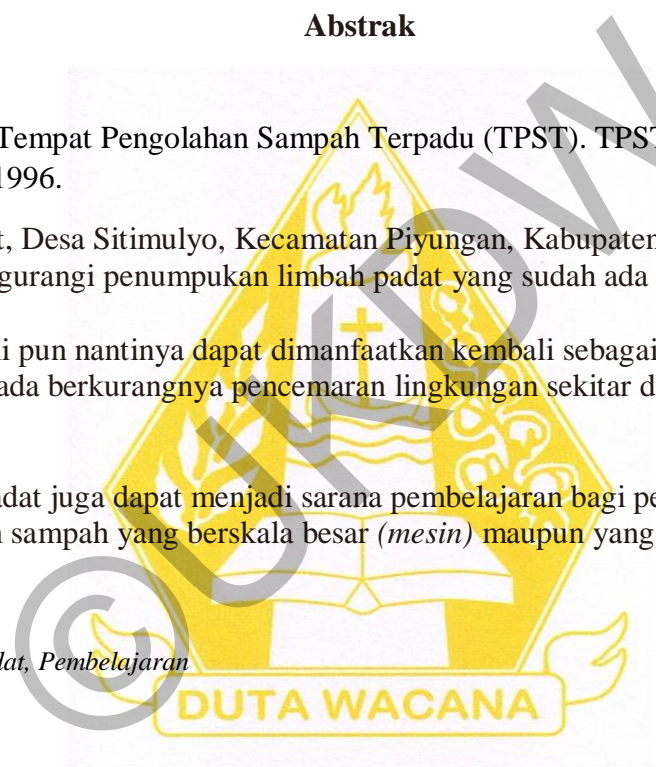 Abstrak
Tempat Pengolahan Sampah Terpadu (TPST). TPST
1996.
Desa Sitimulyo, Kecamatan Piyungan, Kabupaten
gurangi penumpukan limbah padat yang sudah ada
pun nantinya dapat dimanfaatkan kembali sebagai
ada berkurangnya pencemaran lingkungan sekitar d
dat juga dapat menjadi sarana pembelajaran bagi pe
sampah yang berskala besar (mesin) maupun yang
dat, Pembelajaran
DUTA WACANA
©UKDW